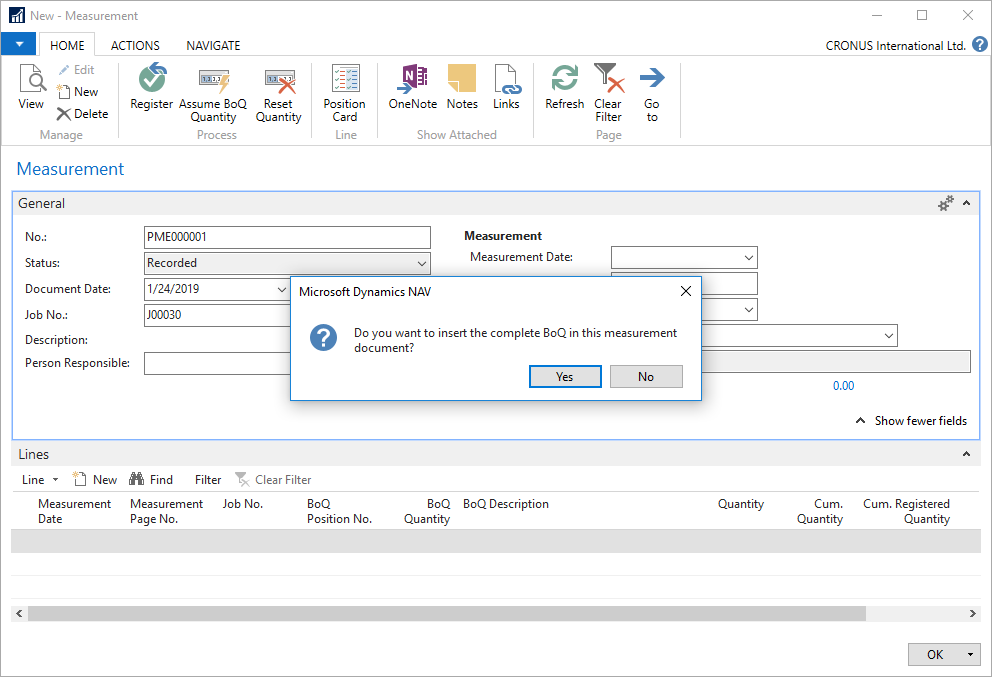 New - Measurement
HOME
ACTIONS
NAVIGATE
CRONUS International Ltd.
?
View
Edit
New
Delete
Manage
Register
Assume BoQ
Quantity
Reset
Quantity
Process
Position
Card
Line
OneNote
Notes
Links
Show Attached
Refresh
Clear
Filter
Go
to
Page
Measurement
General
No.:
PME000001
Status:
Recorded
Document Date:
1/24/2019
Job No.:
J00030
Description:
Person Responsible:
Measurement
Measurement Date:
0.00
Show fewer fields
Microsoft Dynamics NAV
?
Do you want to insert the complete BoQ in this measurement
document?
Yes
No
Lines
Line
New
Find
Filter
Clear Filter
Measurement
Date
Measurement
Page No.
Job No.
BoQ
Position No.
BoQ
Quantity
BoQ Description
Quantity
Cum.
Quantity
Cum. Registered
Quantity
OK